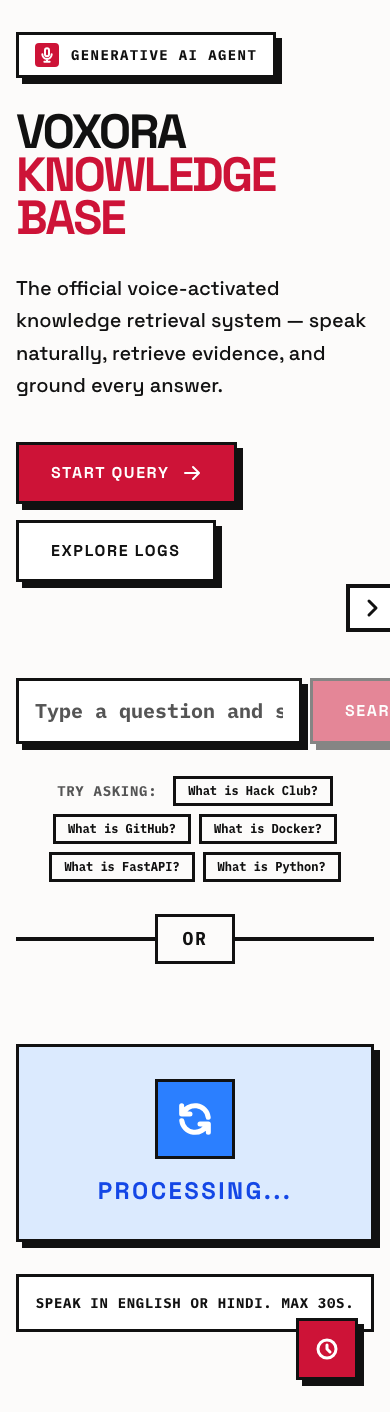 GENERATIVE AI AGENT
VOXORA
KNOWLEDGE
BASE
The official voice-activated
knowledge retrieval system — speak
naturally, retrieve evidence, and
ground every answer.
START QUERY
EXPLORE LOGS
Type a question and s
SEAR
TRY ASKING:
What is Hack Club?
What is GitHub?
What is Docker?
What is FastAPI?
What is Python?
OR
PROCESSING...
SPEAK IN ENGLISH OR HINDI. MAX 30S.